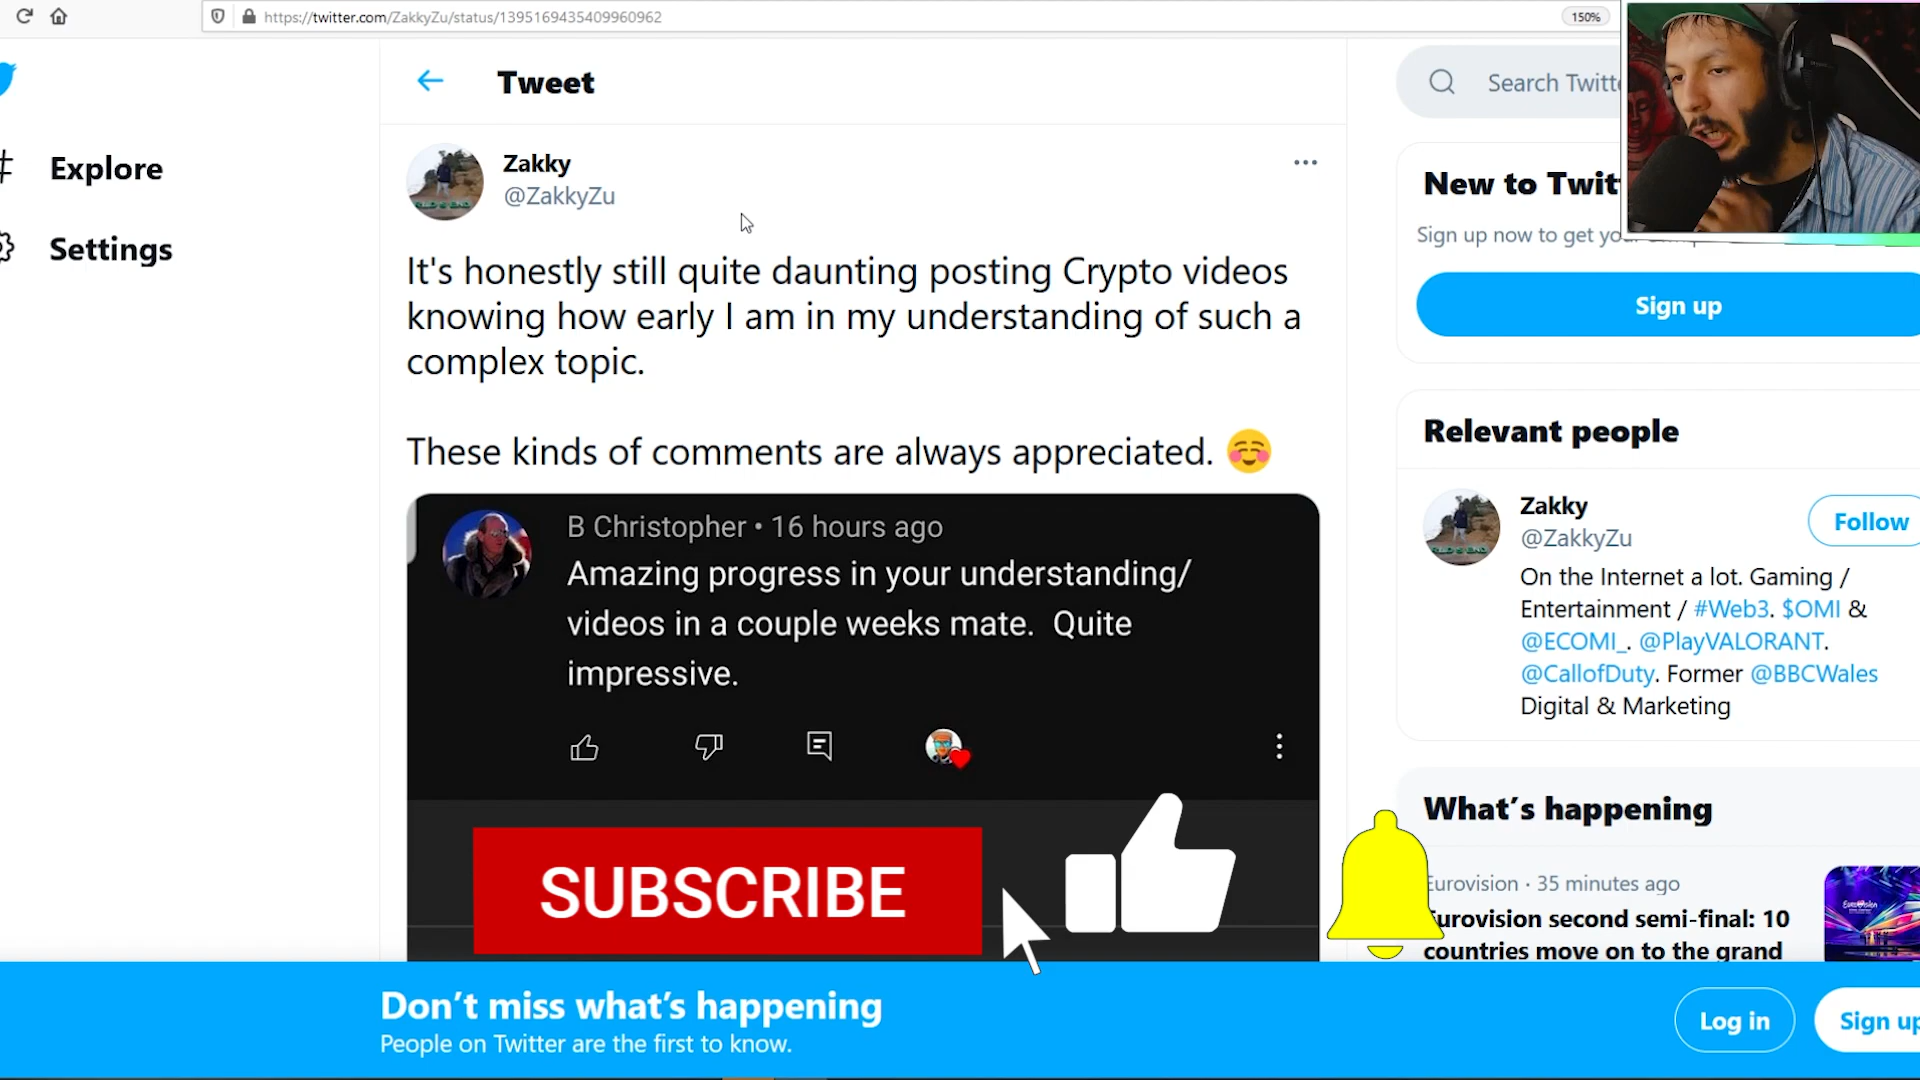 https://twitter.com/ZakkyZu/status/1395169435409960962
150%
Tweet
Search Twitt
Explore
Settings
Zakky
@ZakkyZu
It's honestly still quite daunting posting Crypto videos
knowing how early I am in my understanding of such a
complex topic.
These kinds of comments are always appreciated.
B Christopher • 16 hours ago
Amazing progress in your understanding/
videos in a couple weeks mate. Quite
impressive.
SUBSCRIBE
New to Twit
Sign up now to get yo
Sign up
Relevant people
Zakky
@ZakkyZu
Follow
On the Internet a lot. Gaming /
Entertainment / #Web3. $OMI &
@ECOMI_. @PlayVALORANT.
@CallofDuty. Former @BBCWales
Digital & Marketing
What's happening
Eurovision · 35 minutes ago
Eurovision second semi-final: 10
countries move on to the grand
Don't miss what's happening
People on Twitter are the first to know.
Log in
Sign up